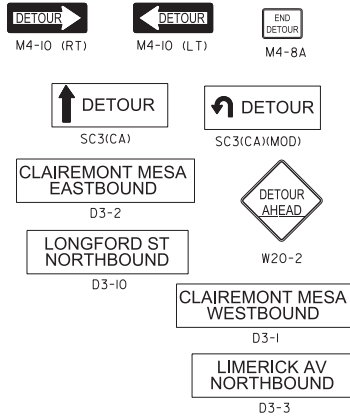 DETOUR
M4-10 (RT)
DETOUR
M4-10 (LT)
END
DETOUR
M4-8A
DETOUR
SC3(CA)
DETOUR
SC3(CA)(MOD)
CLAIREMONT MESA
EASTBOUND
D3-2
DETOUR
AHEAD
W20-2
LONGFORD ST
NORTHBOUND
D3-10
CLAIREMONT MESA
WESTBOUND
D3-1
LIMERICK AV
NORTHBOUND
D3-3